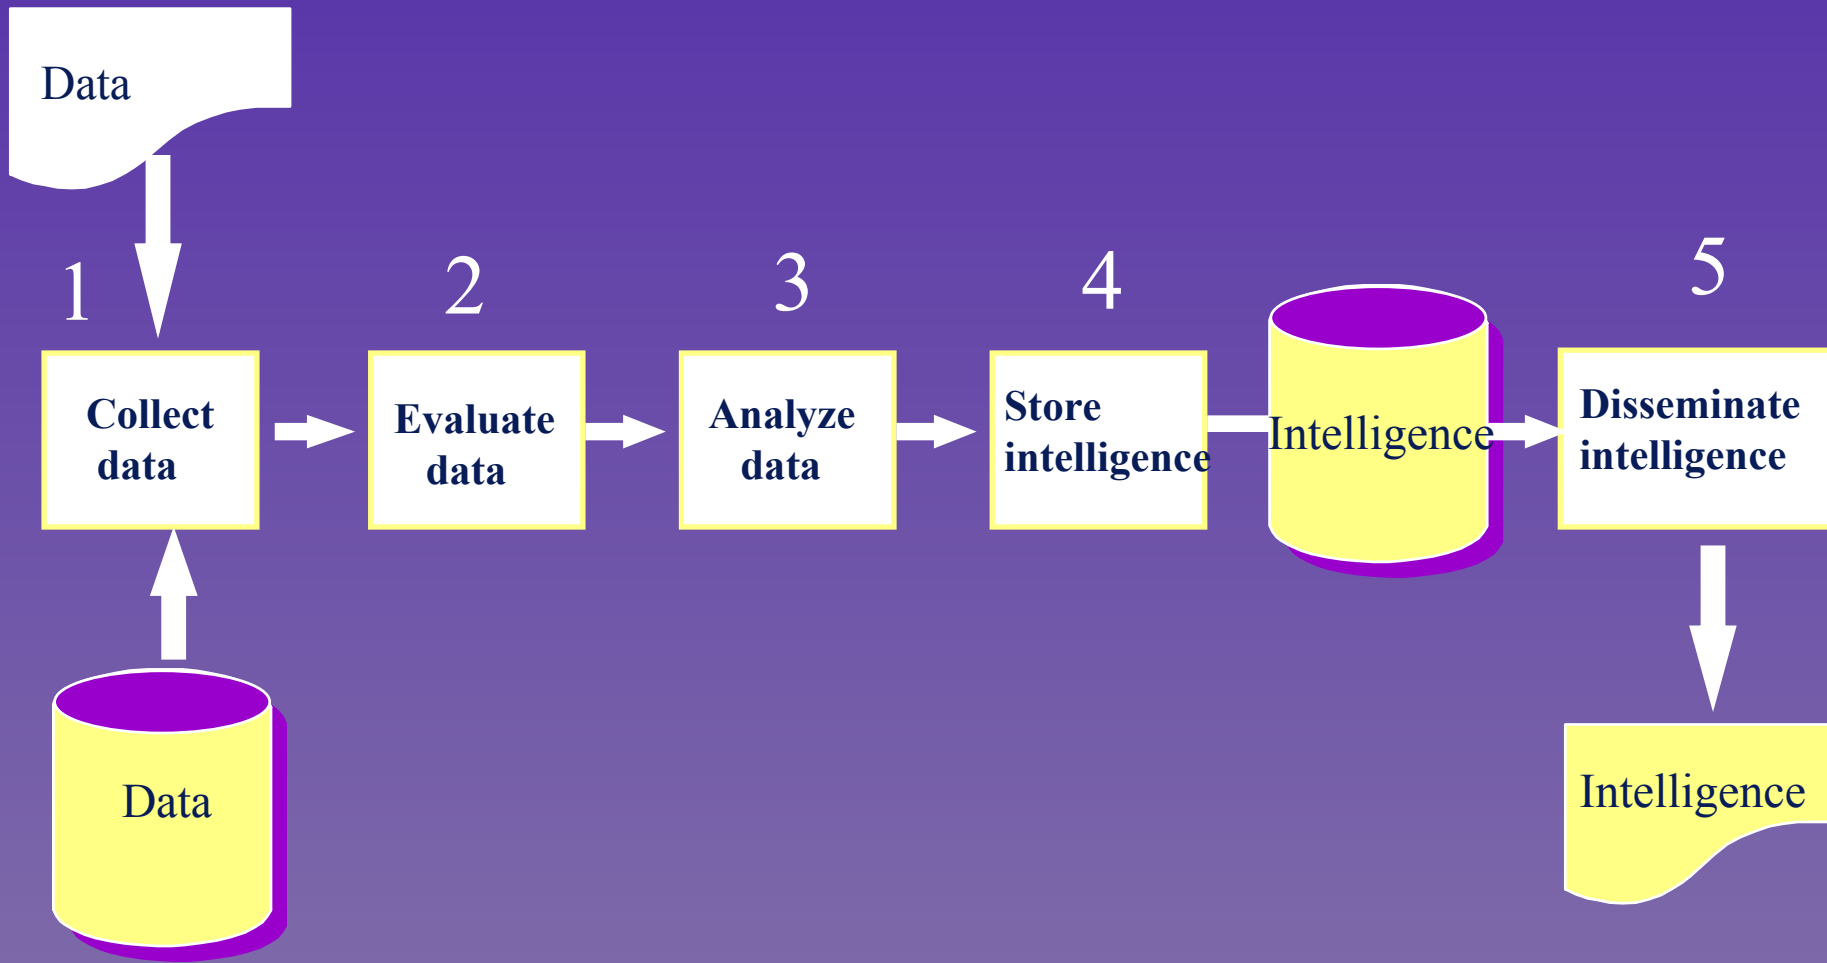 Data
1
2
3
4
5
Collect
data
Evaluate
data
Analyze
data
Store
intelligence
Intelligence
Disseminate
intelligence
Data
Intelligence